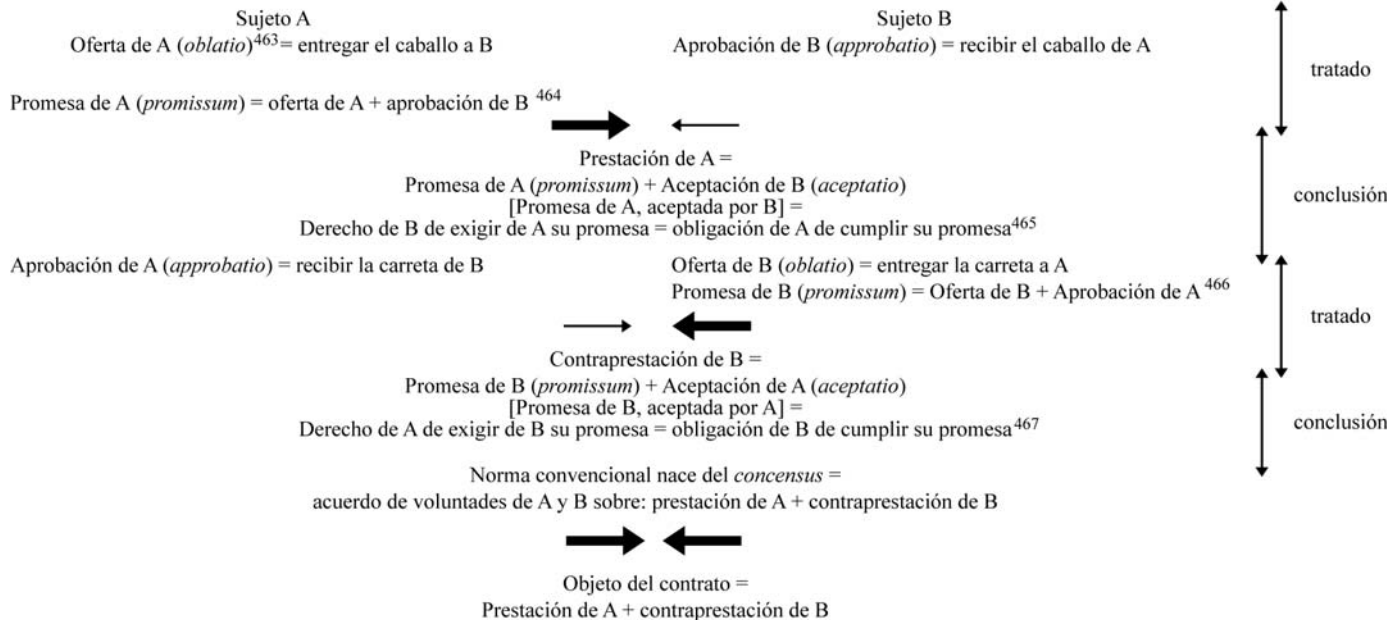 Sujeto A
Sujeto B
Oferta de A (oblatio)463= entregar el caballo a B
Aprobación de B (approbatio) = recibir el caballo de A
tratado
Promesa de A (promissum) = oferta de A + aprobación de B 464
Prestación de A =
Promesa de A (promissum) + Aceptación de B (aceptatio)
[Promesa de A, aceptada por B] =
Derecho de B de exigir de A su promesa = obligación de A de cumplir su promesa465
conclusión
Aprobación de A (approbatio) = recibir la carreta de B
Oferta de B (oblatio) = entregar la carreta a A
Promesa de B (promissum) = Oferta de B + Aprobación de A 466
tratado
Contraprestación de B =
Promesa de B (promissum) + Aceptación de A (aceptatio)
[Promesa de B, aceptada por A] =
Derecho de A de exigir de B su promesa = obligación de B de cumplir su promesa467
conclusión
Norma convencional nace del concensus =
acuerdo de voluntades de A y B sobre: prestación de A + contraprestación de B
Objeto del contrato =
Prestación de A + contraprestación de B